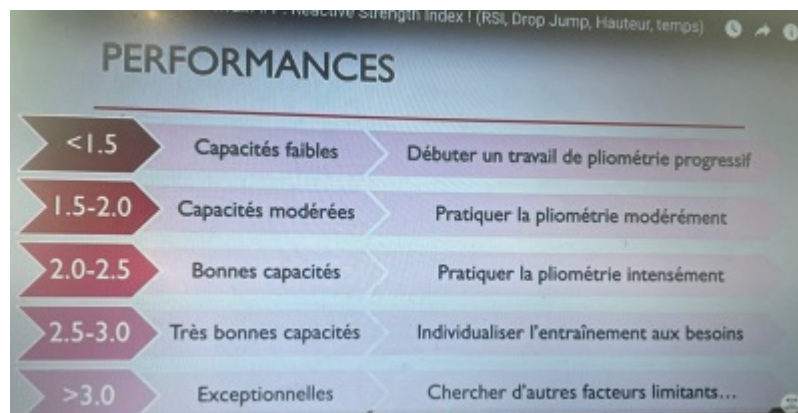 Reactive Strength Index ! (RSI, Drop Jump, Hauteur, temps)
PERFORMANCES
<1.5 Capacités faibles Débuter un travail de pliométrie progressif
1.5-2.0 Capacités modérées Pratiquer la pliométrie modérément
2.0-2.5 Bonnes capacités Pratiquer la pliométrie intensément
2.5-3.0 Très bonnes capacités Individualiser l'entraînement aux besoins
>3.0 Exceptionnelles Chercher d'autres facteurs limitants...